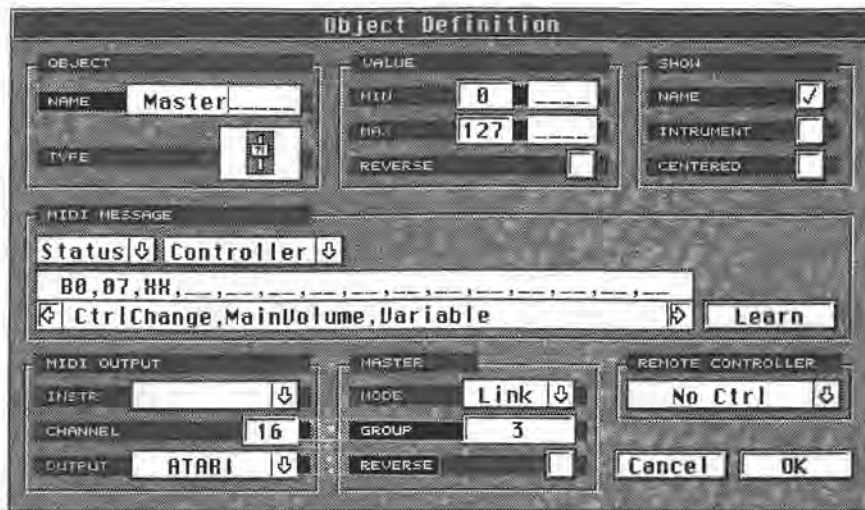 Object Definition
OBJECT
NAME Master____
TYPE
VALUE
MIN 0 ____
MAX 127 ____
REVERSE
SHOW
NAME √
INTRUMENT
CENTERED
MIDI MESSAGE
Status Controller
B0,07,XX,__,__,__,__,__,__,__,__,__,__,__,__
CtrlChange,MainVolume,Variable
Learn
MIDI OUTPUT
INSTR
CHANNEL 16
OUTPUT ATARI
MASTER
MODE Link
GROUP 3
REVERSE
REMOTE CONTROLLER
No Ctrl
Cancel OK